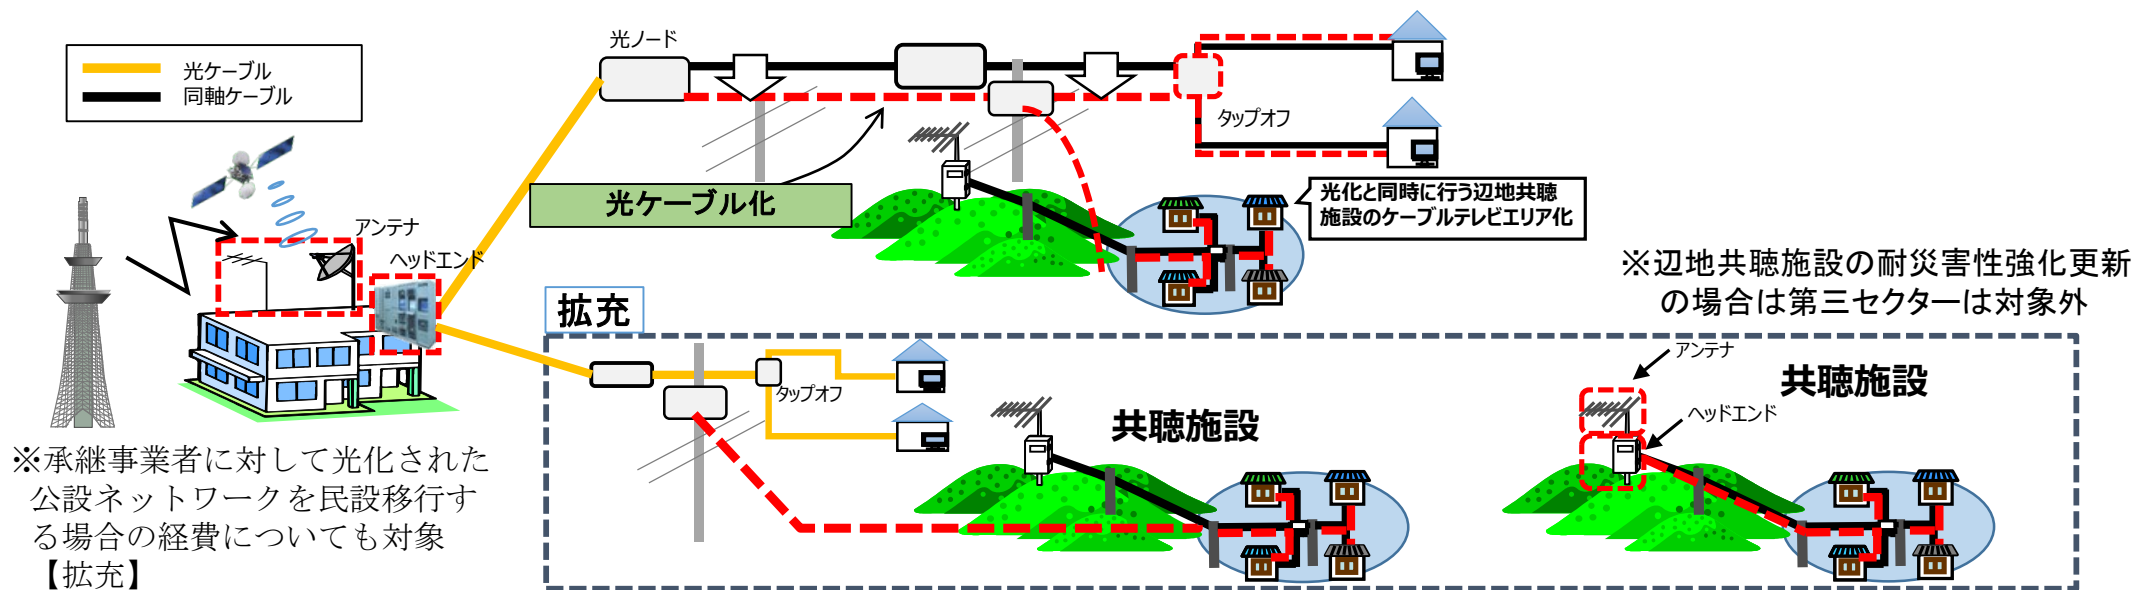 光ケーブル
同軸ケーブル
光ノード
タップオフ
光ケーブル化
光化と同時に行う辺地共聴
施設のケーブルテレビエリア化
アンテナ
ヘッドエンド
※辺地共聴施設の耐災害性強化更新
の場合は第三セクターは対象外
拡充
タップオフ
共聴施設
アンテナ
ヘッドエンド
共聴施設
※承継事業者に対して光化された
公設ネットワークを民設移行す
る場合の経費についても対象
【拡充】